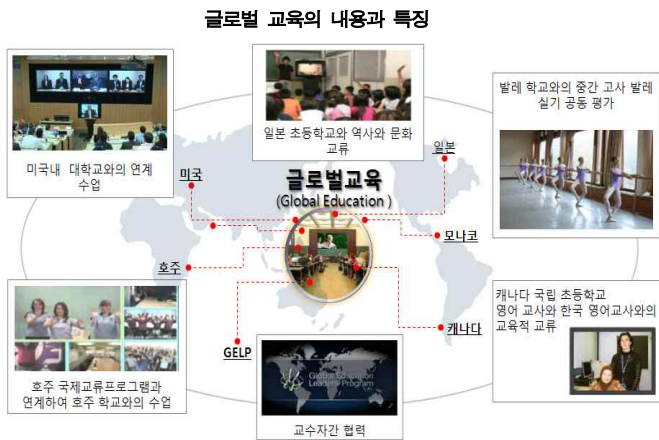 글로벌 교육의 내용과 특징
일본 초등학교와 역사와 문화
교류
발레 학교와의 중간 고사 발레
실기 공동 평가
미국내 대학교와의 연계
수업
미국
일본
글로벌교육
(Global Education )
모나코
호주
캐나다
GELP
캐나다 국립 초등학교
영어 교사와 한국 영어교사와의
교육적 교류
호주 국제교류프로그램과
연계하여 호주 학교와의 수업
Global Education
Leaders' Program
교수자간 협력